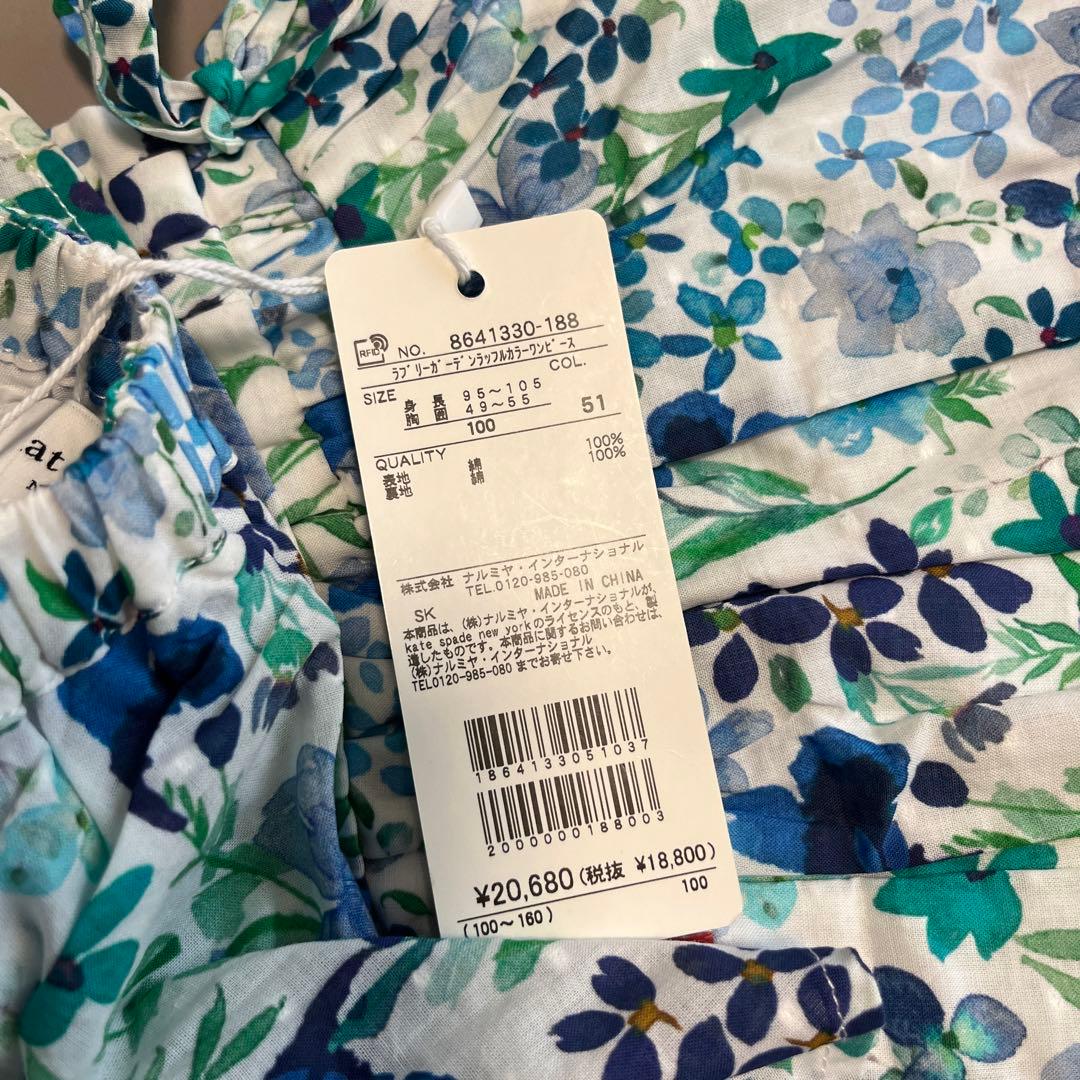 RFID
NO. 8641330-188
ラブリーガーデンラッフルカラーワンピース
SIZE COL.
身長 95～105
胸囲 49～55 51
100
QUALITY
表地 綿 100%
裏地 綿 100%
株式会社 ナルミヤ・インターナショナル
TEL.0120-985-080
SK MADE IN CHINA
本商品は、(株)ナルミヤ・インターナショナルが、
kate spade new yorkのライセンスのもと、製
造したものです。本商品に関するお問い合わせは、
(株)ナルミヤ・インターナショナル
TEL0120-985-080 までお寄せ下さい。
1864133051037
2000000188003
¥20,680(税抜 ¥18,800)
(100～160) 100
at